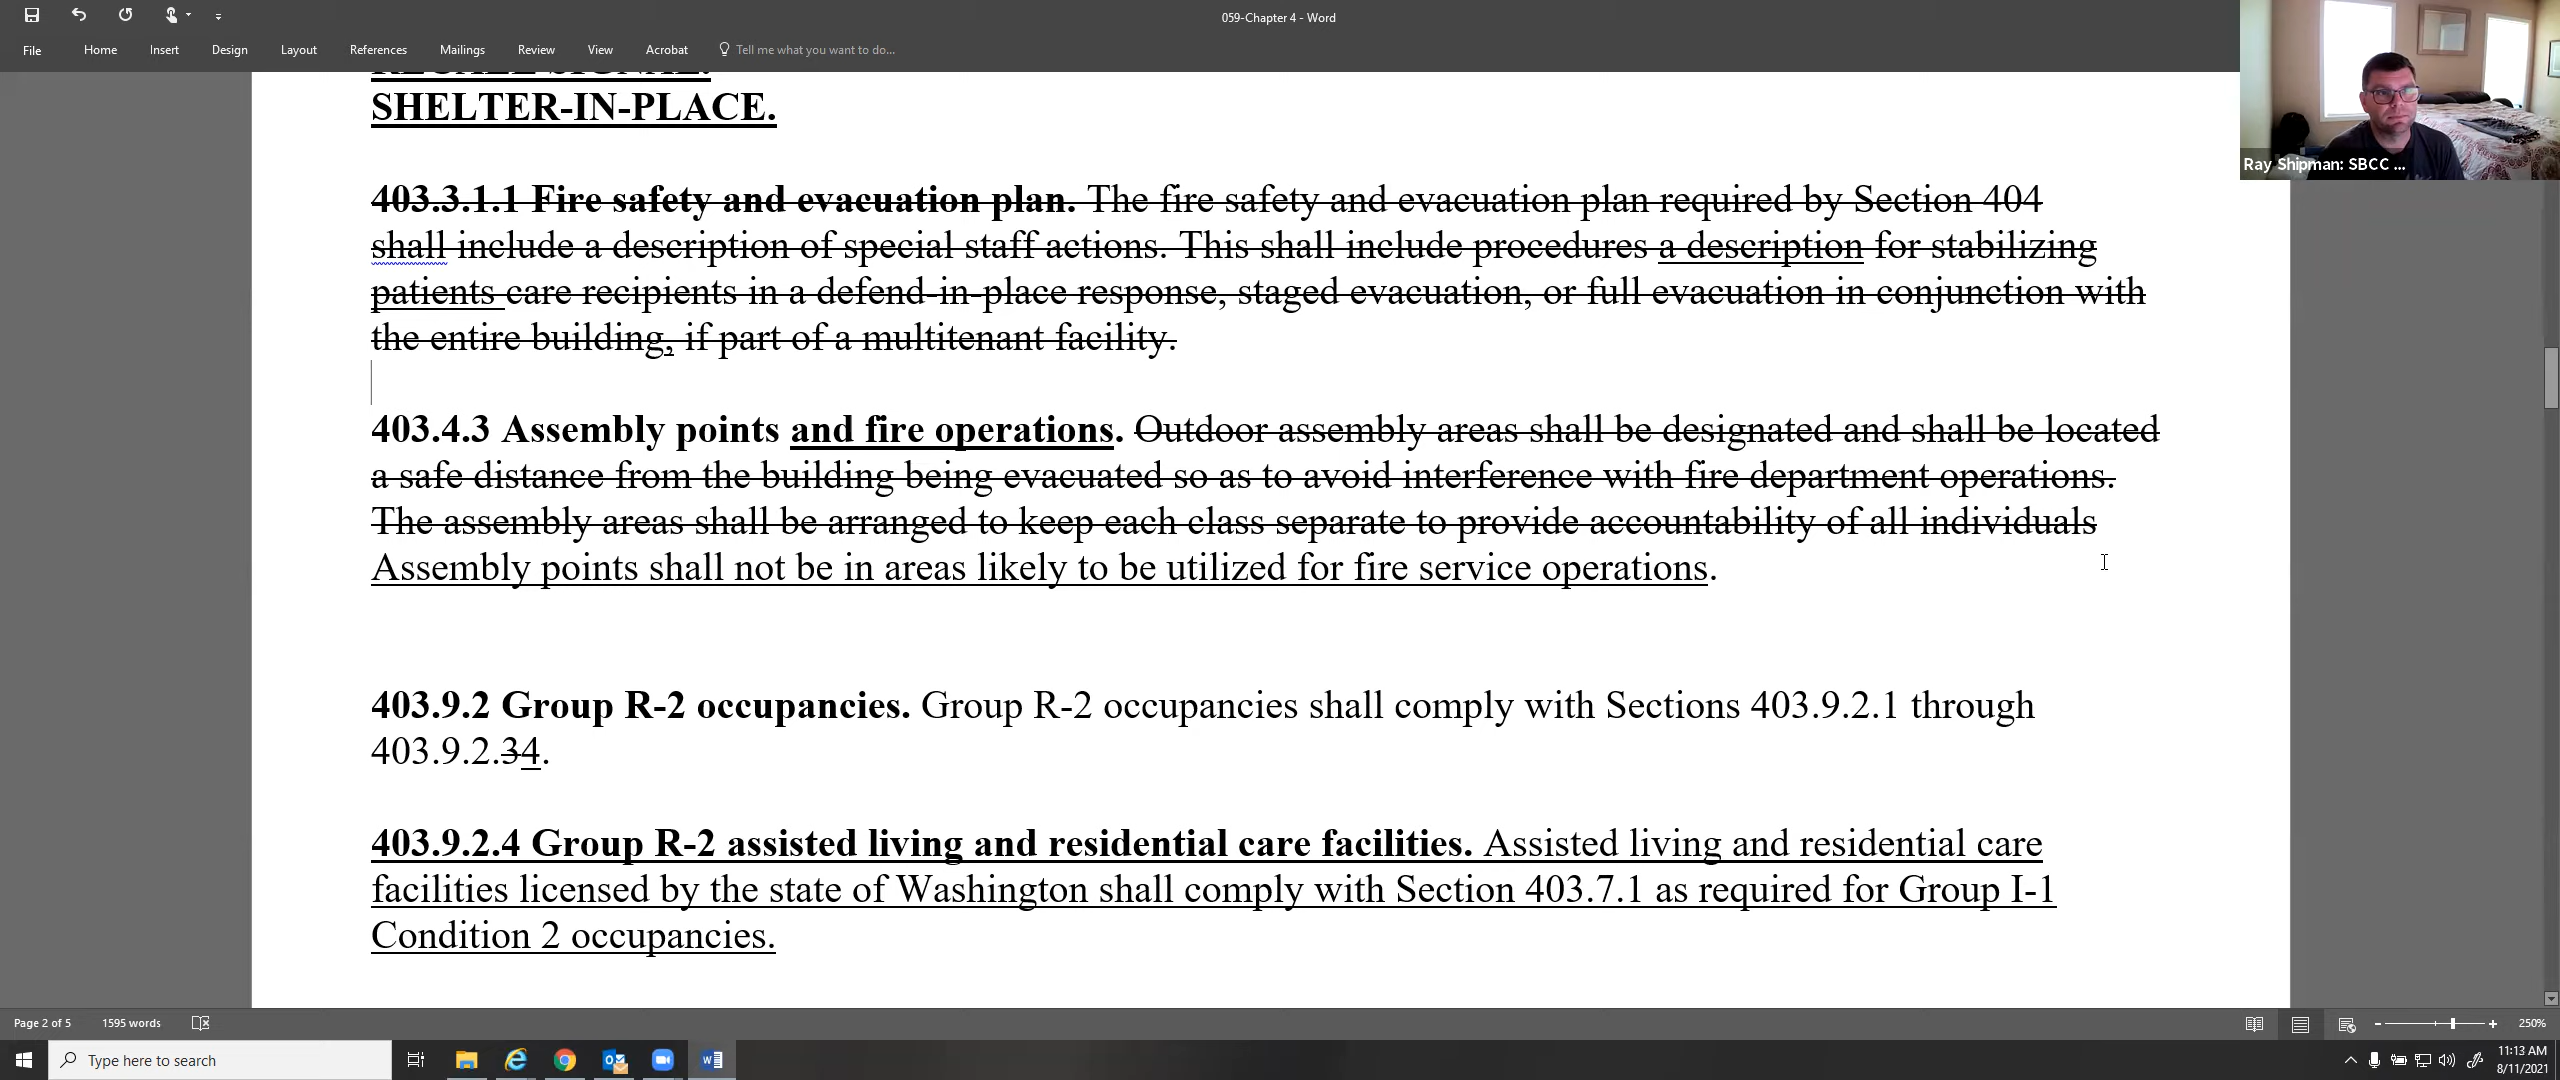 059-Chapter 4 - Word
File Home Insert Design Layout References Mailings Review View Acrobat Tell me what you want to do...
RECALL SIGNAL.
SHELTER-IN-PLACE.
Ray Shipman: SBCC ...
403.3.1.1 Fire safety and evacuation plan. The fire safety and evacuation plan required by Section 404
shall include a description of special staff actions. This shall include procedures a description for stabilizing
patients care recipients in a defend-in-place response, staged evacuation, or full evacuation in conjunction with
the entire building, if part of a multitenant facility.
403.4.3 Assembly points and fire operations. Outdoor assembly areas shall be designated and shall be located
a safe distance from the building being evacuated so as to avoid interference with fire department operations.
The assembly areas shall be arranged to keep each class separate to provide accountability of all individuals
Assembly points shall not be in areas likely to be utilized for fire service operations.
403.9.2 Group R-2 occupancies. Group R-2 occupancies shall comply with Sections 403.9.2.1 through
403.9.2.34.
403.9.2.4 Group R-2 assisted living and residential care facilities. Assisted living and residential care
facilities licensed by the state of Washington shall comply with Section 403.7.1 as required for Group I-1
Condition 2 occupancies.
Page 2 of 5 1595 words 250%
Type here to search
11:13 AM
8/11/2021